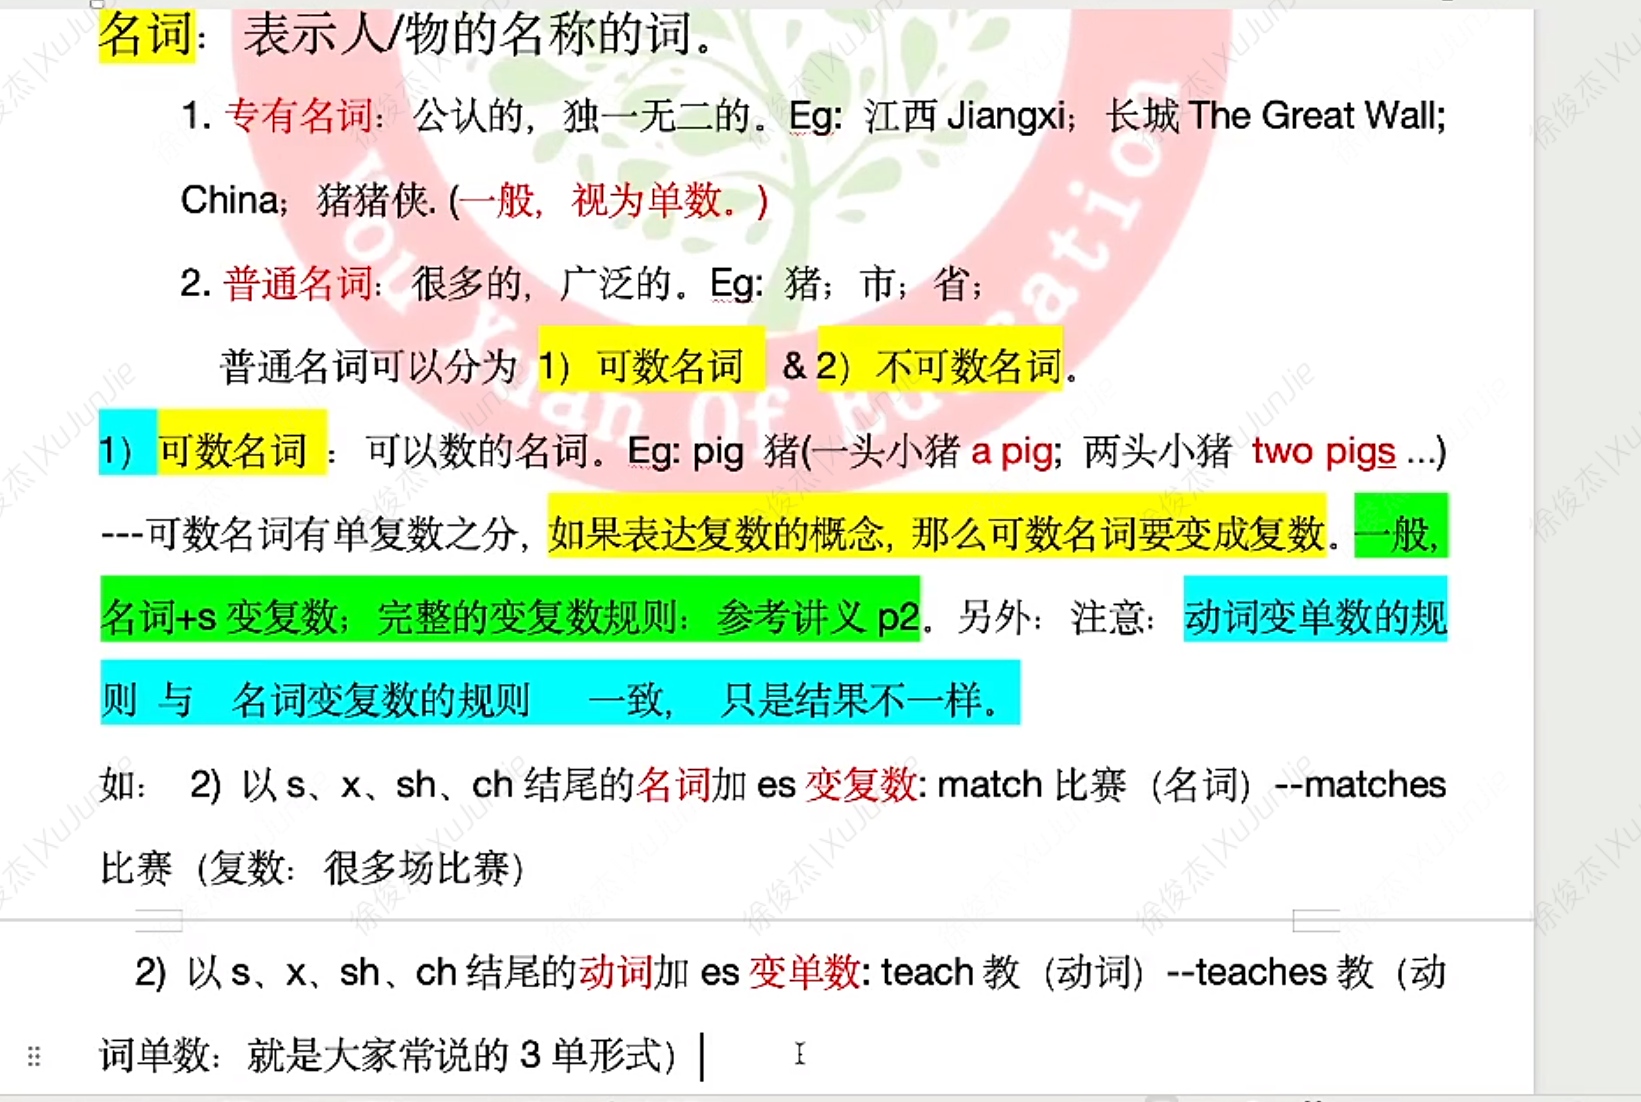 名词：表示人/物的名称的词。
1. 专有名词：公认的，独一无二的。Eg: 江西 Jiangxi；长城 The Great Wall;
China；猪猪侠. (一般，视为单数。)
2. 普通名词：很多的，广泛的。Eg: 猪；市；省；
普通名词可以分为 1）可数名词 & 2）不可数名词。
1）可数名词 ：可以数的名词。Eg: pig 猪(一头小猪 a pig; 两头小猪 two pigs ...)
---可数名词有单复数之分，如果表达复数的概念, 那么可数名词要变成复数。一般,
名词+s 变复数；完整的变复数规则：参考讲义 p2。另外：注意：动词变单数的规
则 与 名词变复数的规则 一致, 只是结果不一样。
如： 2) 以 s、x、sh、ch 结尾的名词加 es 变复数: match 比赛（名词）--matches
比赛（复数：很多场比赛）
2) 以 s、x、sh、ch 结尾的动词加 es 变单数: teach 教（动词）--teaches 教（动
词单数：就是大家常说的 3 单形式）
You Yuan Of Education
徐俊杰|XuJunJie